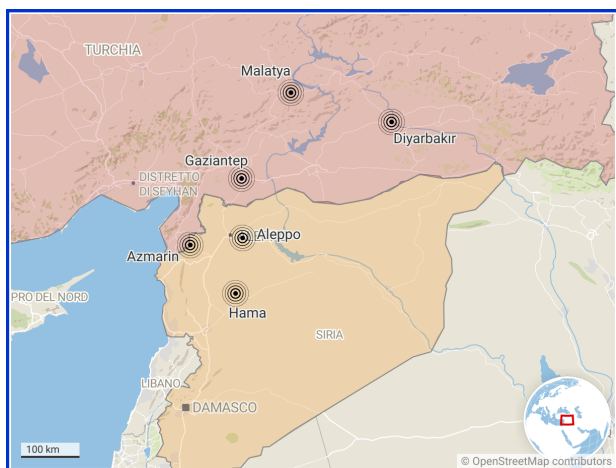 TURCHIA
Malatya
Diyarbakır
Gaziantep
DISTRETTO
DI SEYHAN
Aleppo
Azmarin
Hama
PRO DEL NORD
SIRIA
LIBANO
DAMASCO
100 km
© OpenStreetMap contributors